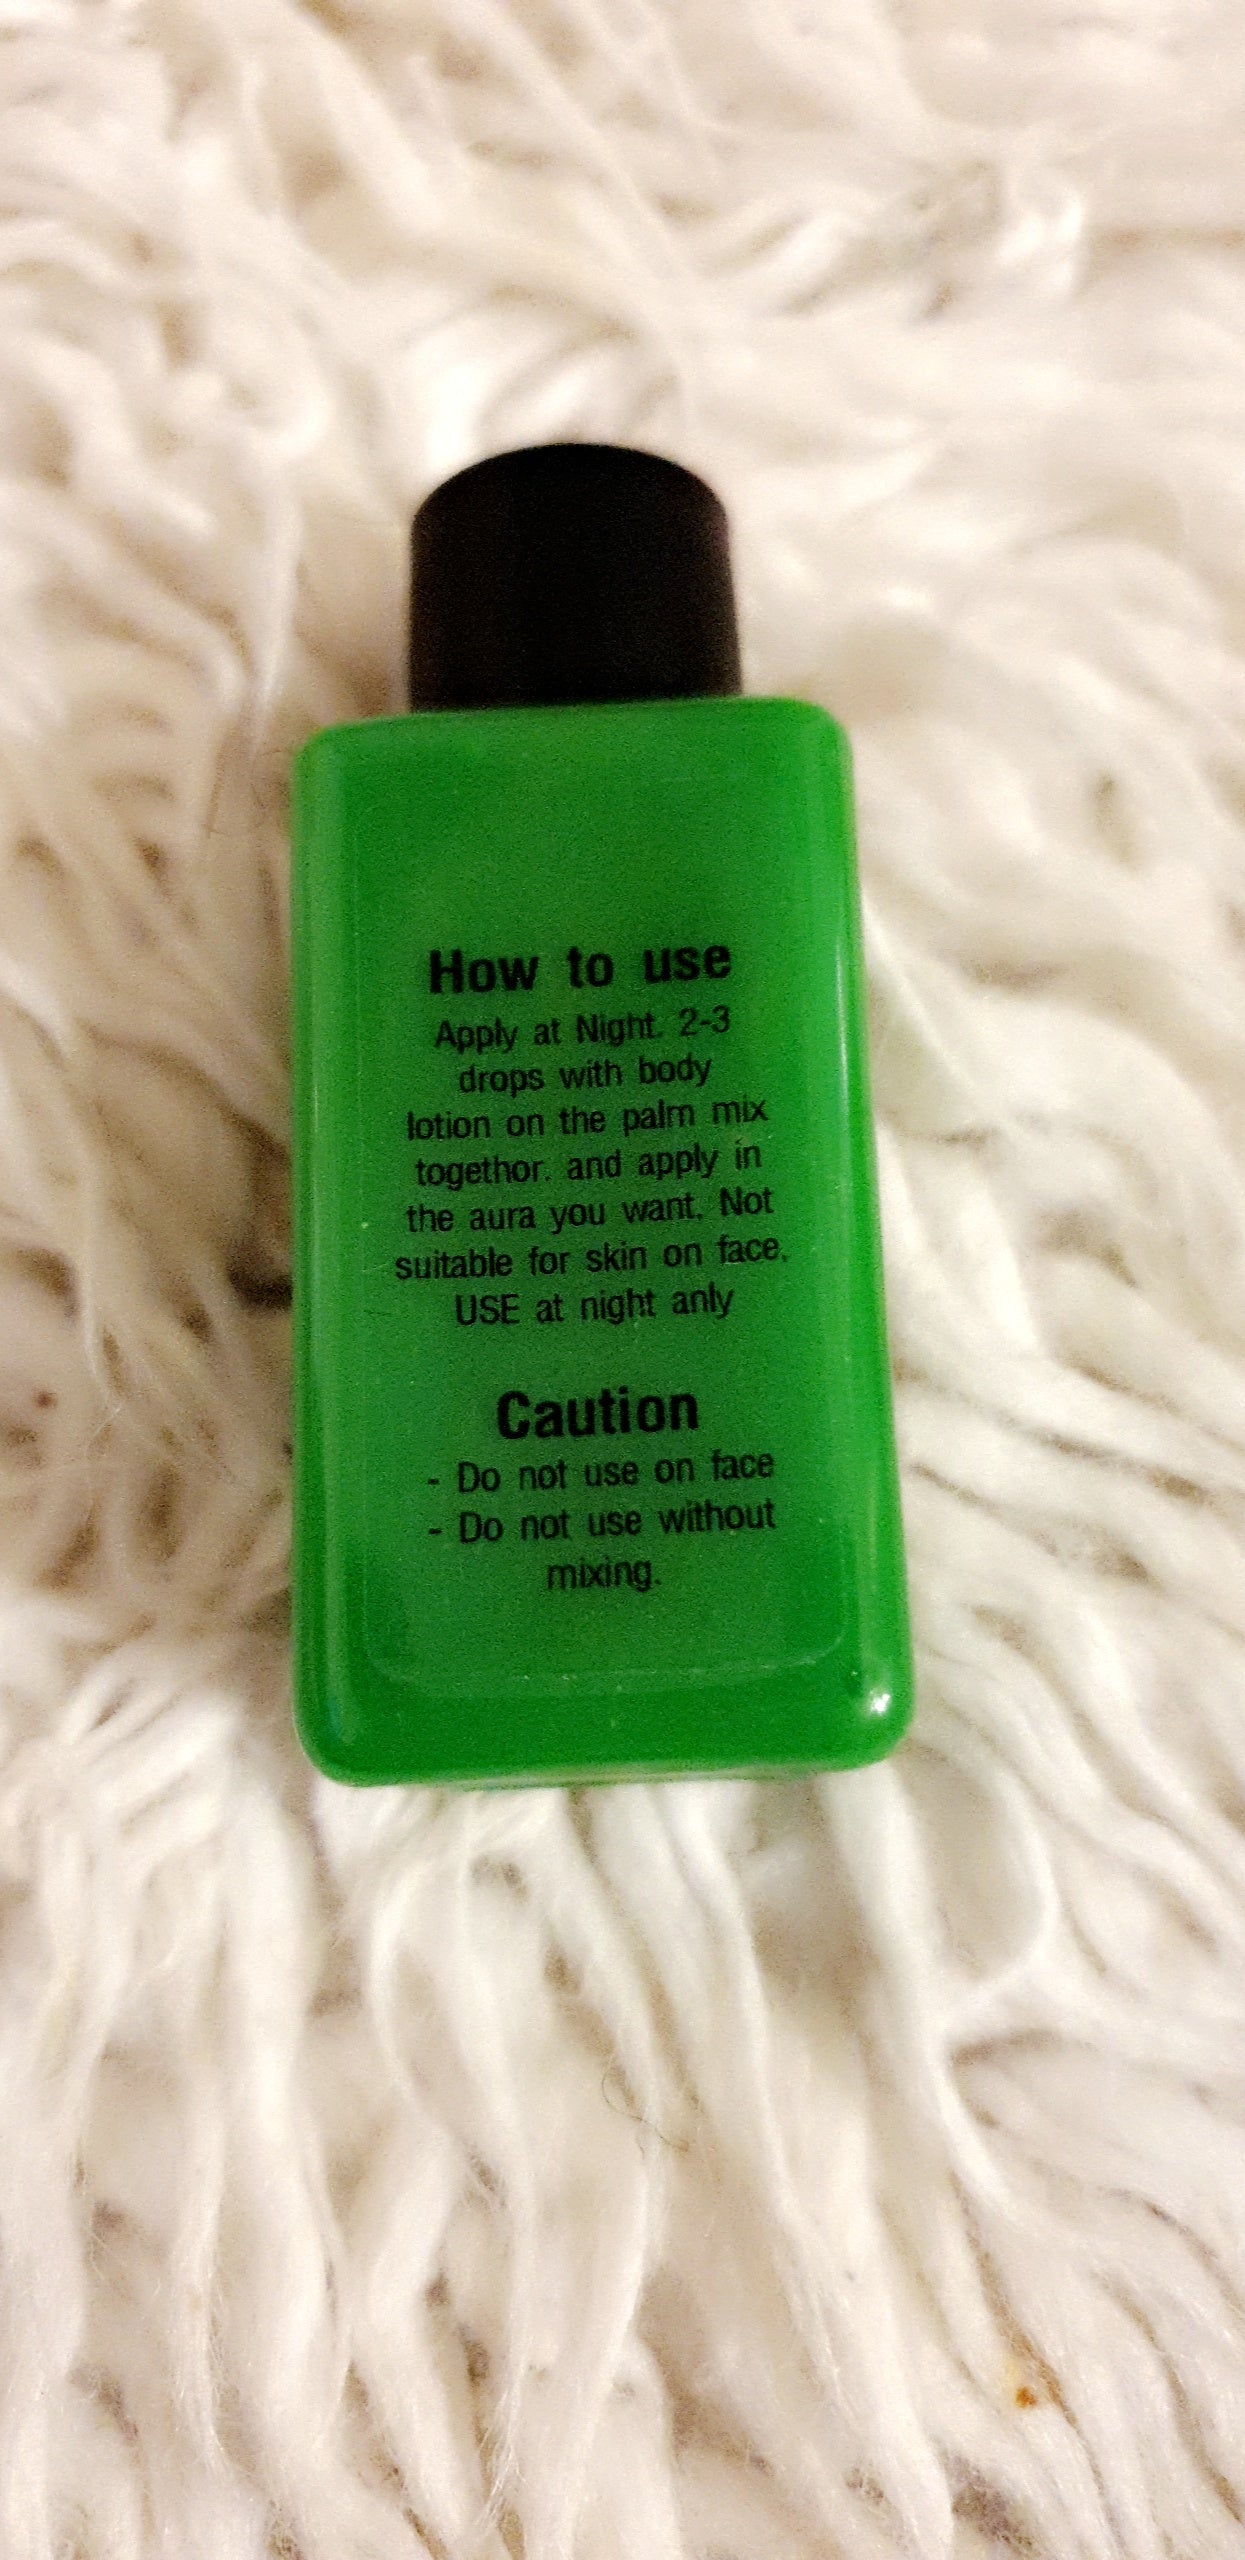 How to use
Apply at Night. 2-3
drops with body
lotion on the palm mix
togethor. and apply in
the aura you want. Not
suitable for skin on face.
USE at night anly
Caution
- Do not use on face
- Do not use without
mixing.